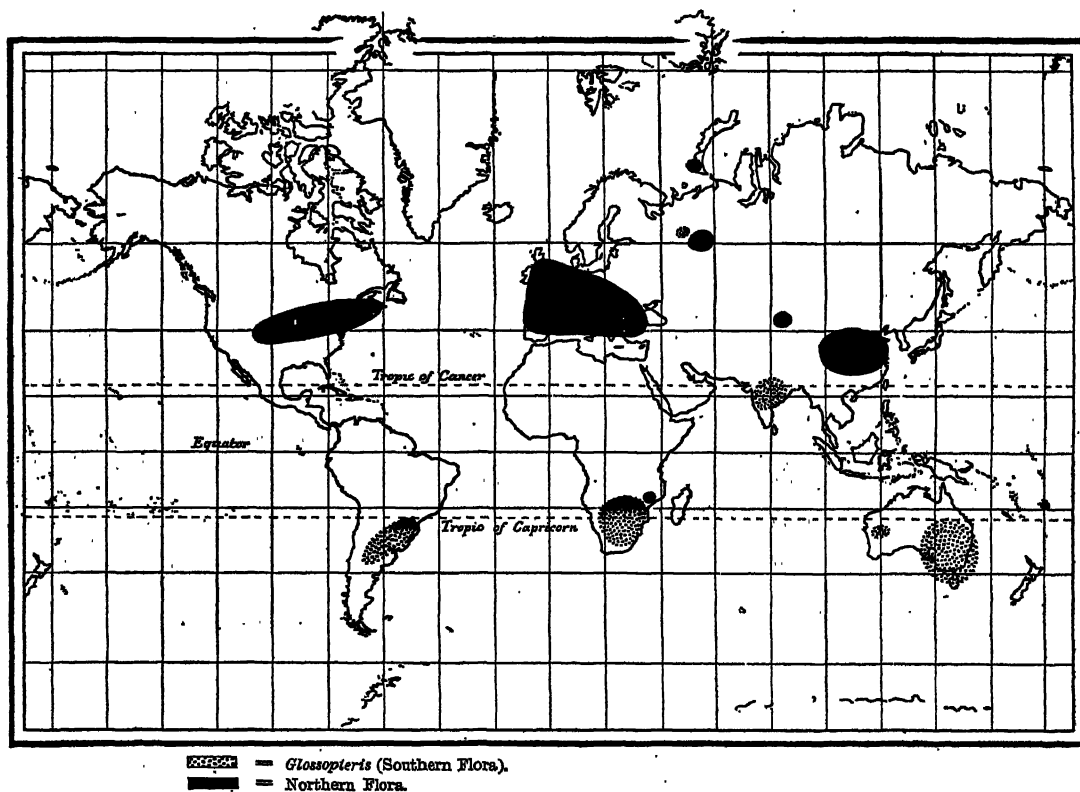 Tropic of Cancer
Equator
Tropic of Capricorn
= Glossopteris (Southern Flora).
= Northern Flora.